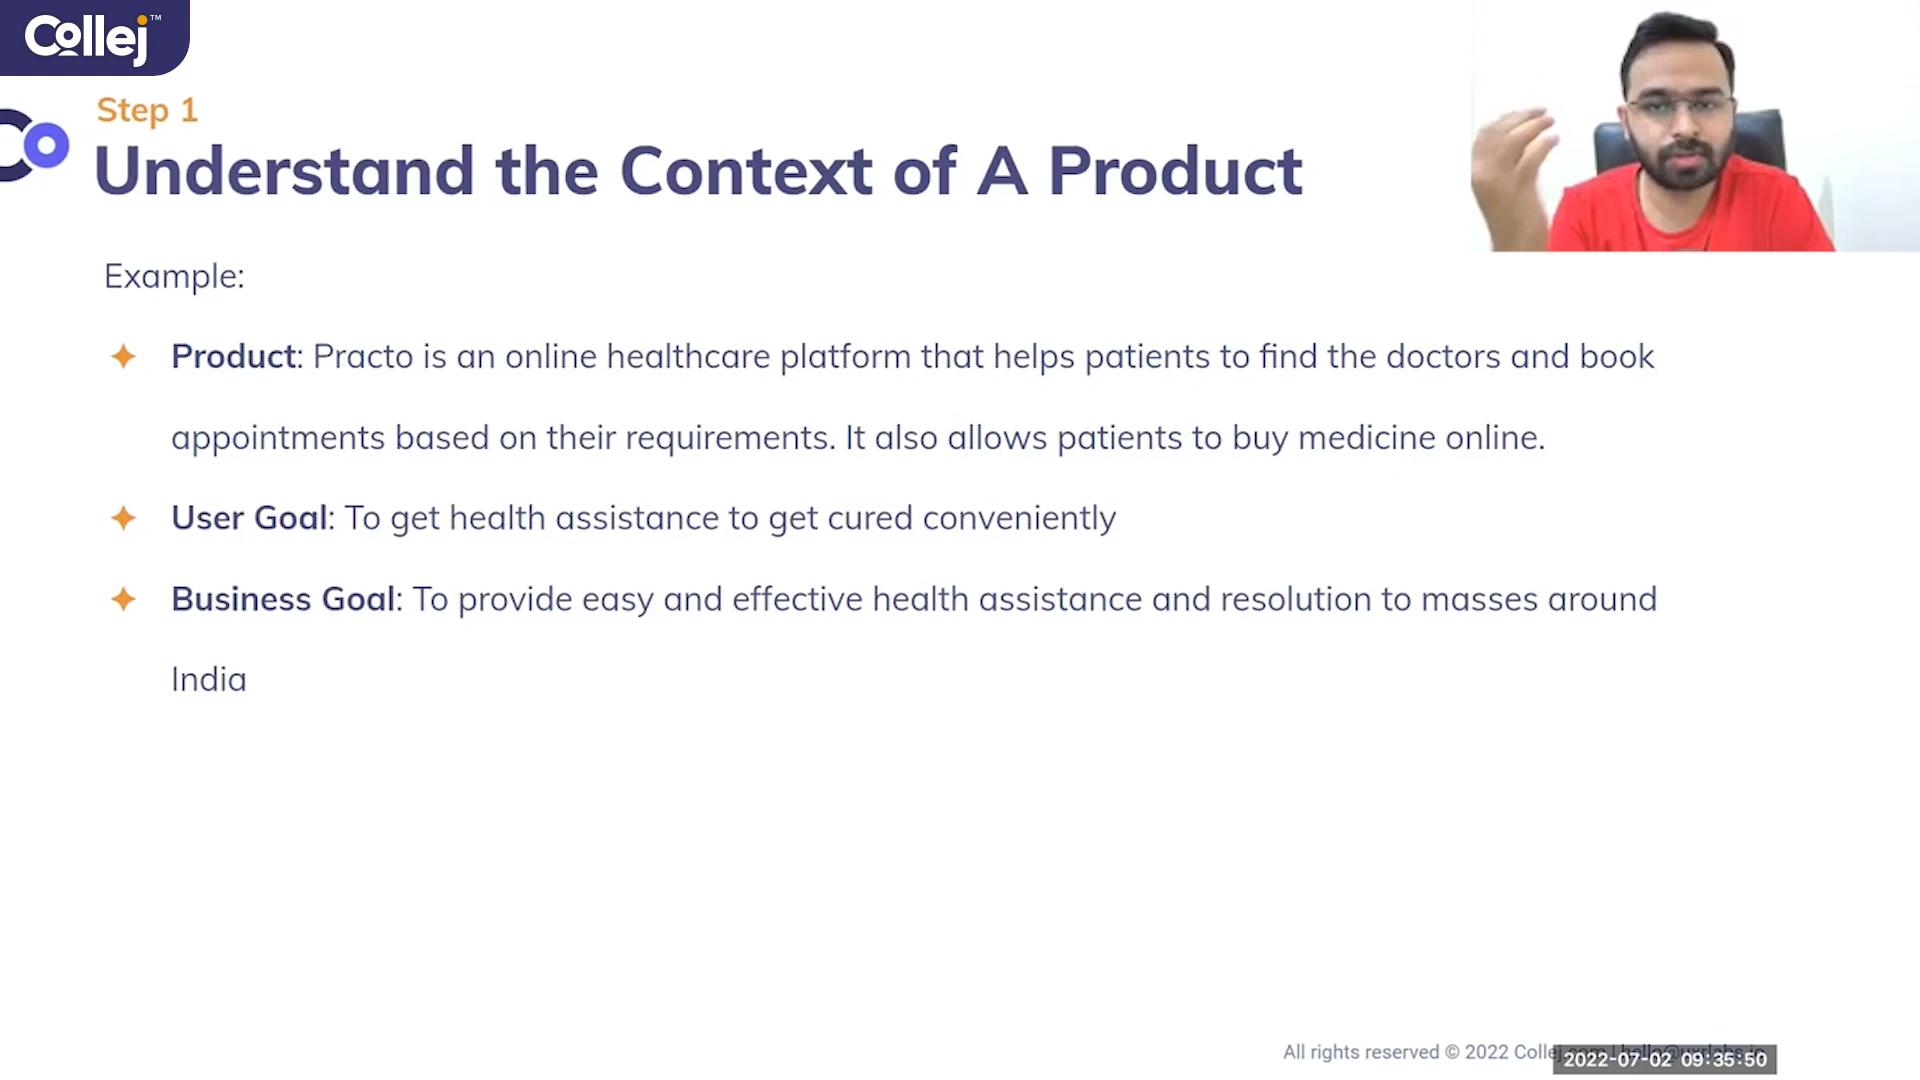 Collej™
Step 1
Understand the Context of A Product
Example:
Product: Practo is an online healthcare platform that helps patients to find the doctors and book
appointments based on their requirements. It also allows patients to buy medicine online.
User Goal: To get health assistance to get cured conveniently
Business Goal: To provide easy and effective health assistance and resolution to masses around
India
All rights reserved © 2022 Collej
2022-07-02 09:35:50